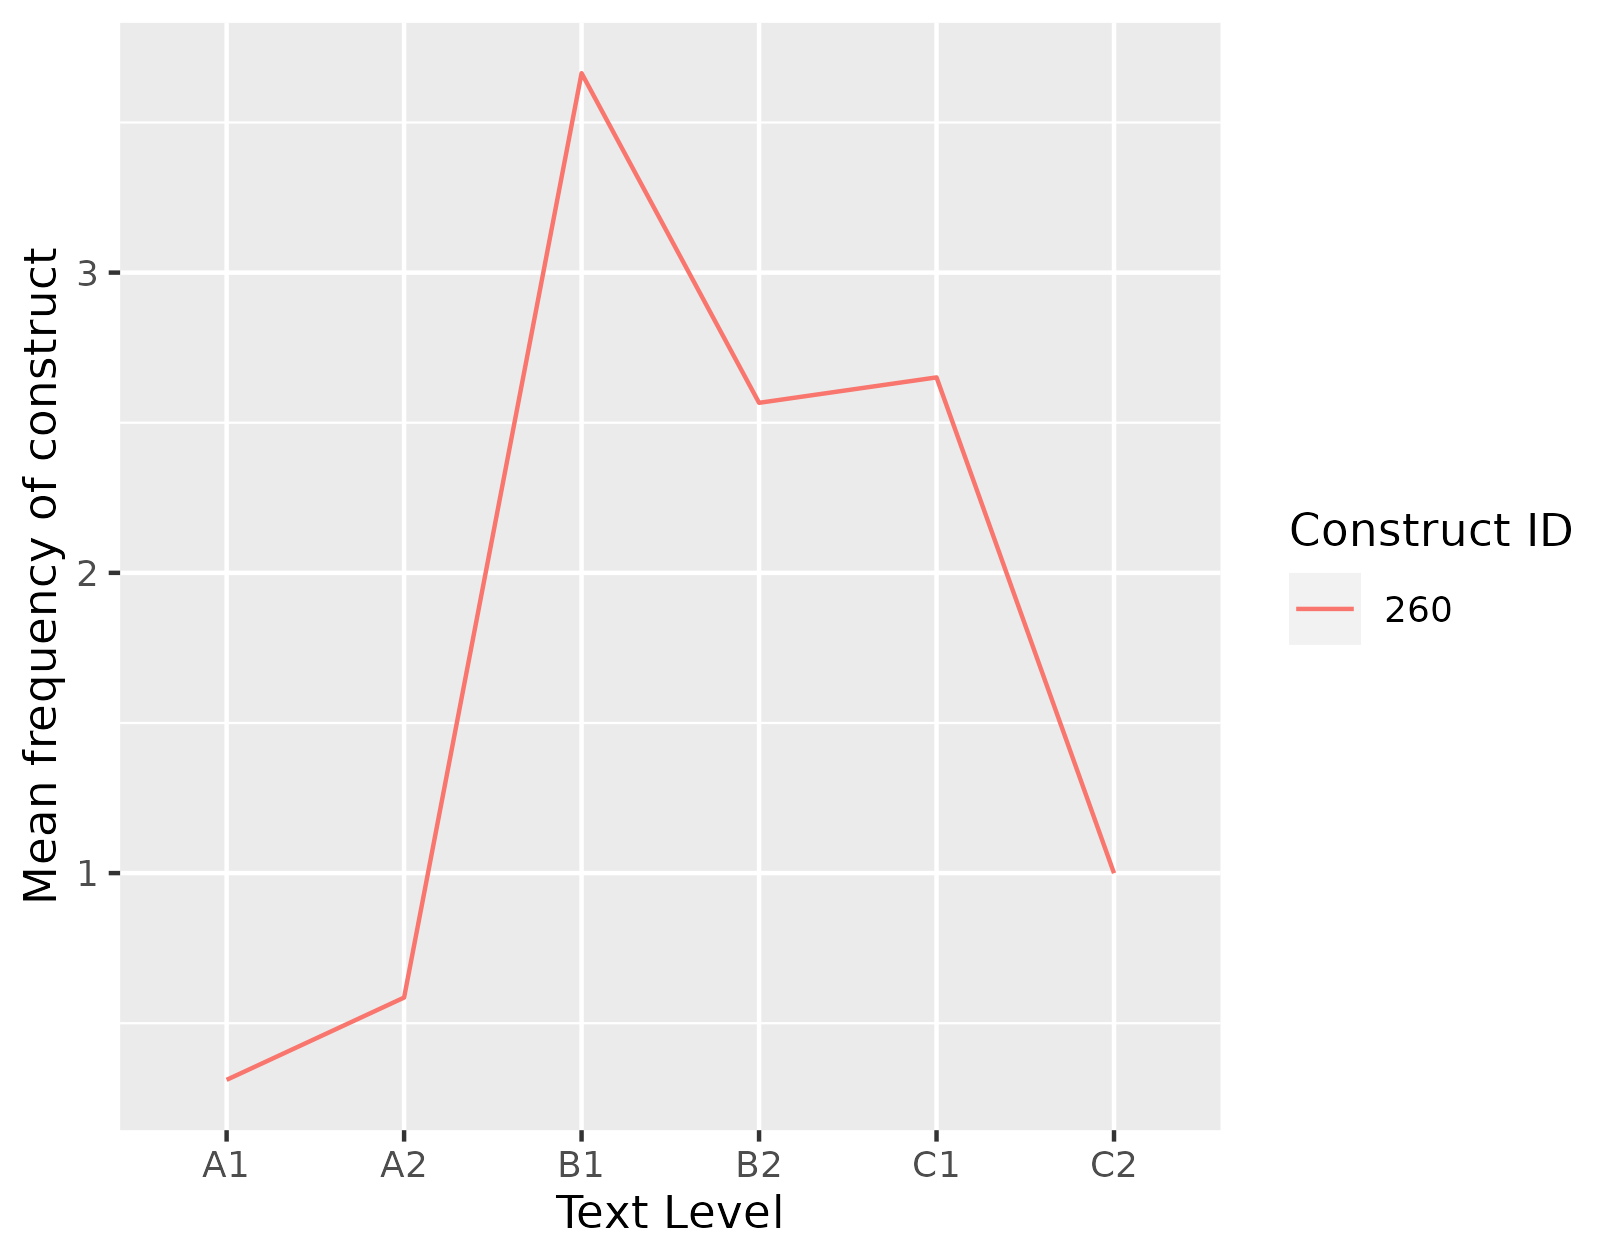 Mean frequency of construct
3
2
1
A1 A2 B1 B2 C1 C2
Text Level
Construct ID
260